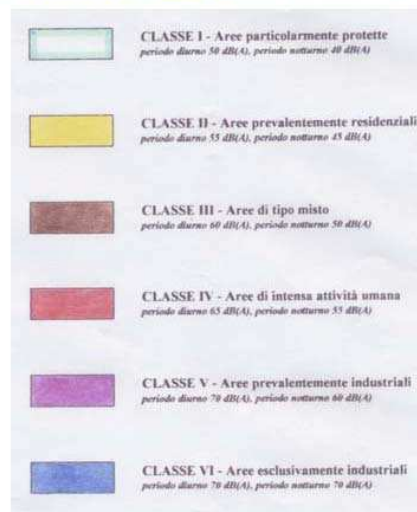 CLASSE I - Aree particolarmente protette
periodo diurno 50 dB(A), periodo notturno 40 dB(A)
CLASSE II - Aree prevalentemente residenziali
periodo diurno 55 dB(A), periodo notturno 45 dB(A)
CLASSE III - Aree di tipo misto
periodo diurno 60 dB(A), periodo notturno 50 dB(A)
CLASSE IV - Aree di intensa attività umana
periodo diurno 65 dB(A), periodo notturno 55 dB(A)
CLASSE V - Aree prevalentemente industriali
periodo diurno 70 dB(A), periodo notturno 60 dB(A)
CLASSE VI - Aree esclusivamente industriali
periodo diurno 70 dB(A), periodo notturno 70 dB(A)